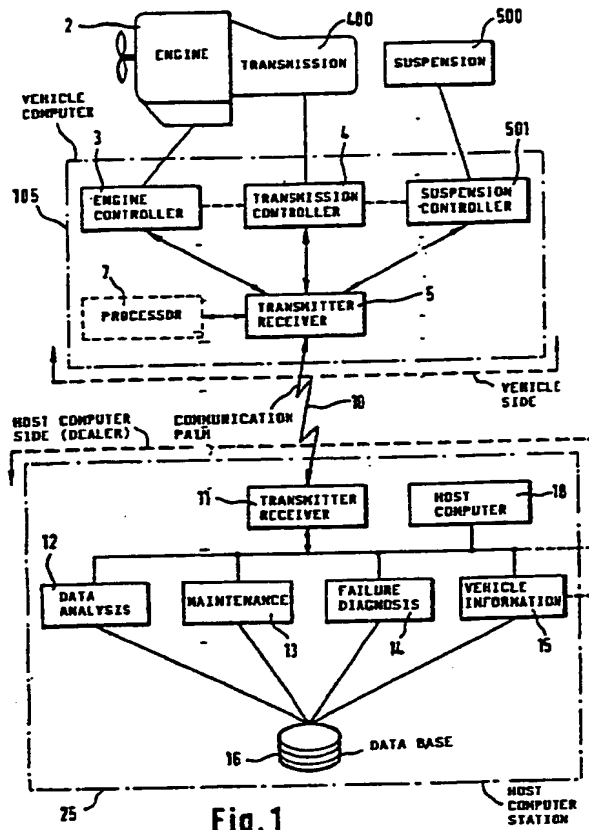 2
ENGINE
400
TRANSMISSION
500
SUSPENSION
VEHICLE
COMPUTER
3
4
501
105
ENGINE
CONTROLLER
TRANSMISSION
CONTROLLER
SUSPENSION
CONTROLLER
7
PROCESSOR
TRANSMITTER
RECEIVER
5
VEHICLE
SIDE
COMMUNICATION
PATH
10
HOST COMPUTER
SIDE (DEALER)
11
TRANSMITTER
RECEIVER
HOST
COMPUTER
18
12
DATA
ANALYSIS
MAINTENANCE
FAILURE
DIAGNOSIS
VEHICLE
INFORMATION
13
14
15
16
DATA BASE
25
HOST
COMPUTER
STATION
Fig.1